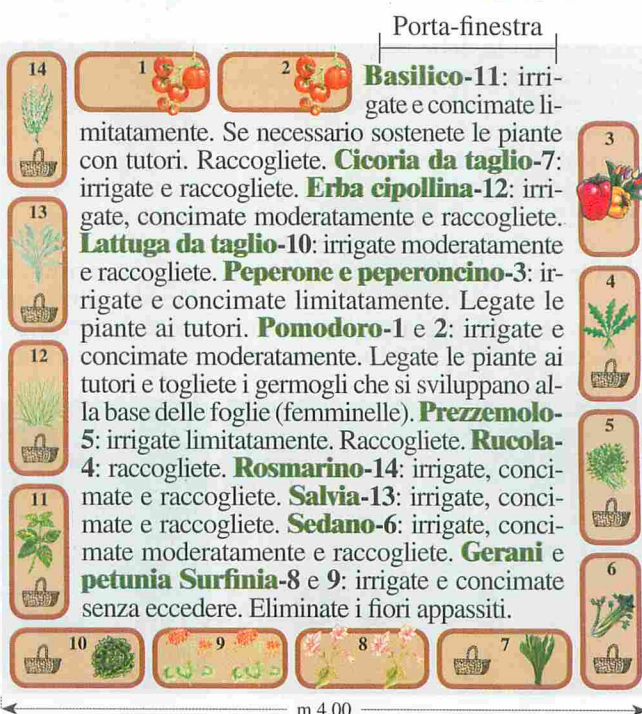 Porta-finestra
14
1
2
Basilico-11: irri-
gate e concimate li-
mitatamente. Se necessario sostenete le piante
con tutori. Raccogliete. Cicoria da taglio-7:
irrigate e raccogliete. Erba cipollina-12: irri-
gate, concimate moderatamente e raccogliete.
Lattuga da taglio-10: irrigate moderatamente
e raccogliete. Peperone e peperoncino-3: ir-
rigate e concimate limitatamente. Legate le
piante ai tutori. Pomodoro-1 e 2: irrigate e
concimate moderatamente. Legate le piante ai
tutori e togliete i germogli che si sviluppano al-
la base delle foglie (femminelle). Prezzemolo-
5: irrigate limitatamente. Raccogliete. Rucola-
4: raccogliete. Rosmarino-14: irrigate, conci-
mate e raccogliete. Salvia-13: irrigate, conci-
mate e raccogliete. Sedano-6: irrigate, conci-
mate moderatamente e raccogliete. Gerani e
petunia Surfinia-8 e 9: irrigate e concimate
senza eccedere. Eliminate i fiori appassiti.
3
13
4
12
5
11
6
10
9
8
7
m 4,00